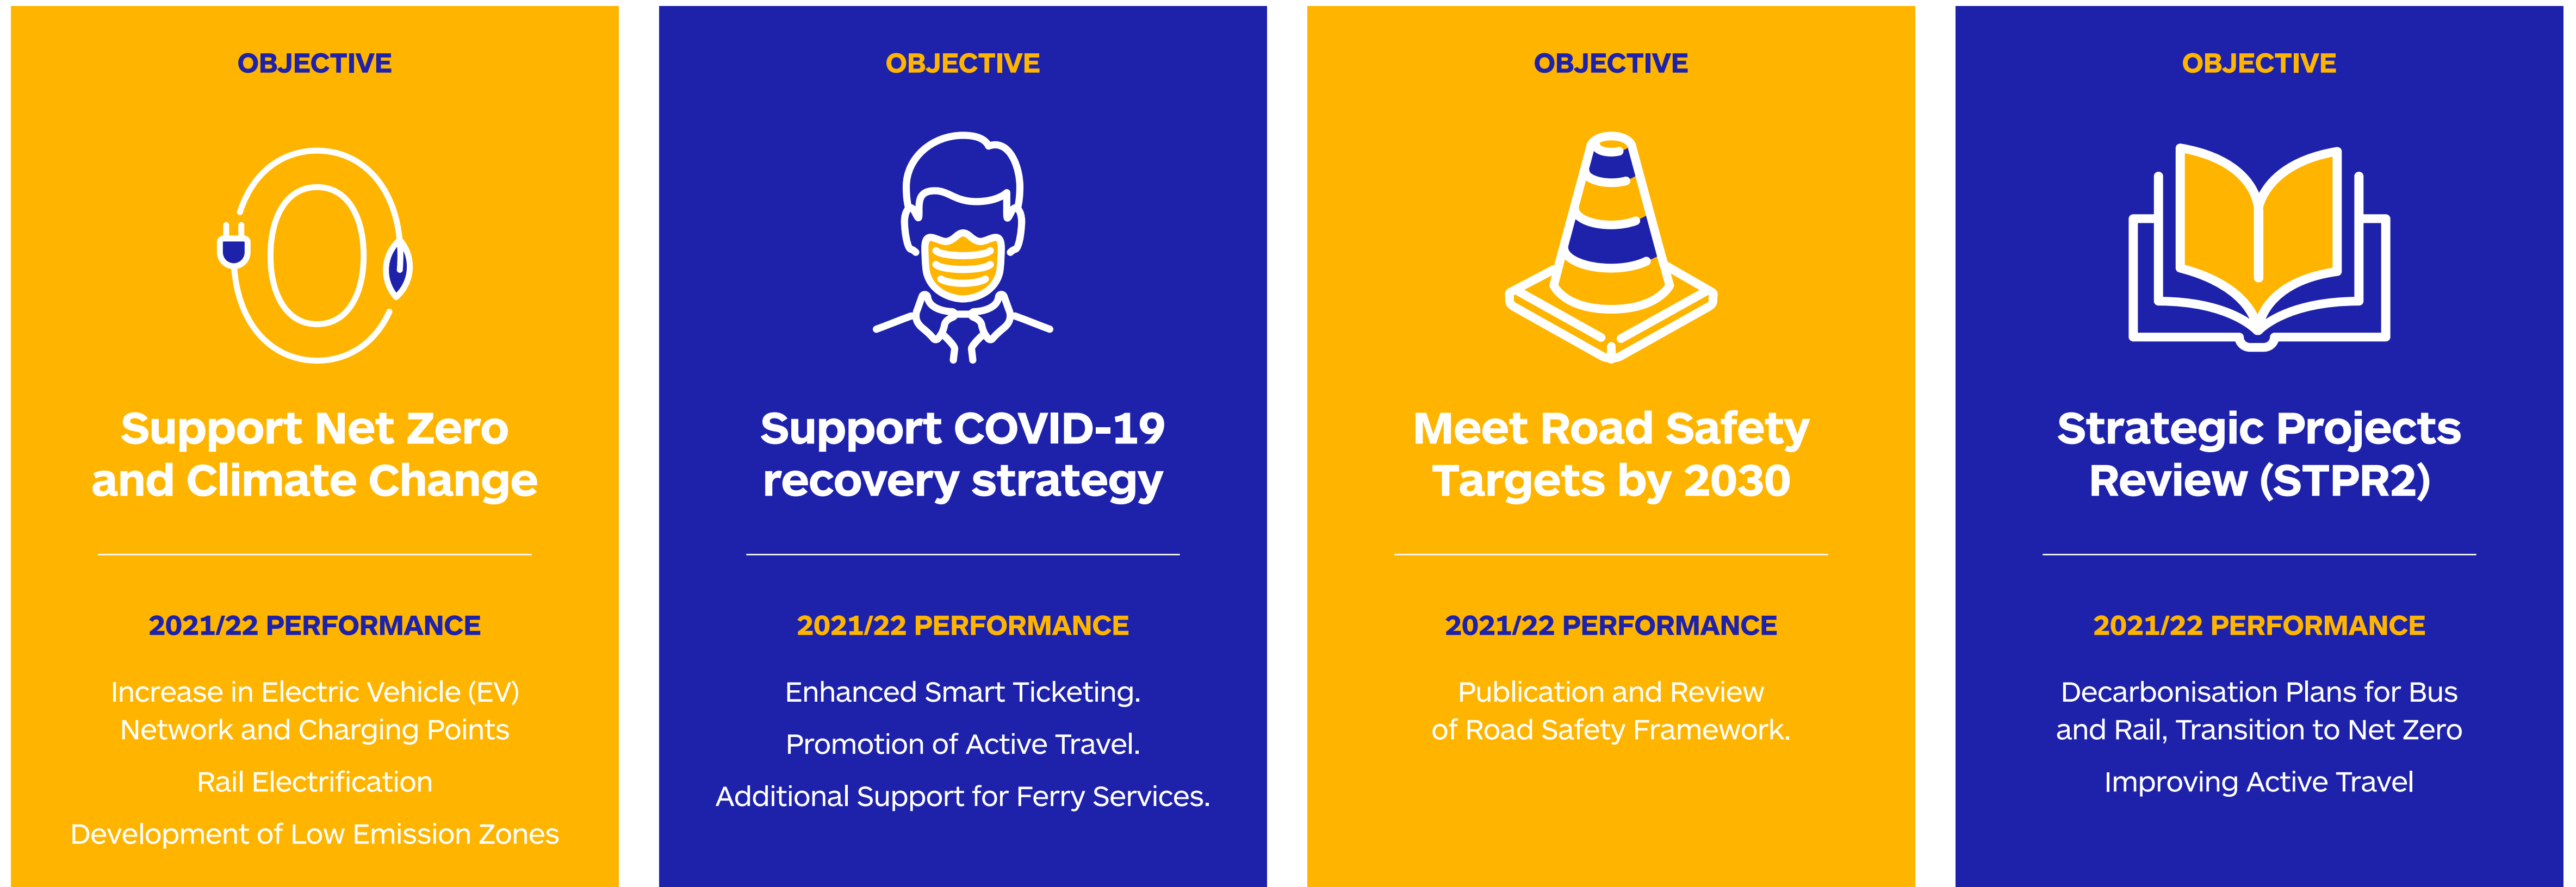 OBJECTIVE
Support Net Zero
and Climate Change
2021/22 PERFORMANCE
Increase in Electric Vehicle (EV)
Network and Charging Points
Rail Electrification
Development of Low Emission Zones
OBJECTIVE
Support COVID-19
recovery strategy
2021/22 PERFORMANCE
Enhanced Smart Ticketing.
Promotion of Active Travel.
Additional Support for Ferry Services.
OBJECTIVE
Meet Road Safety
Targets by 2030
2021/22 PERFORMANCE
Publication and Review
of Road Safety Framework.
OBJECTIVE
Strategic Projects
Review (STPR2)
2021/22 PERFORMANCE
Decarbonisation Plans for Bus
and Rail, Transition to Net Zero
Improving Active Travel